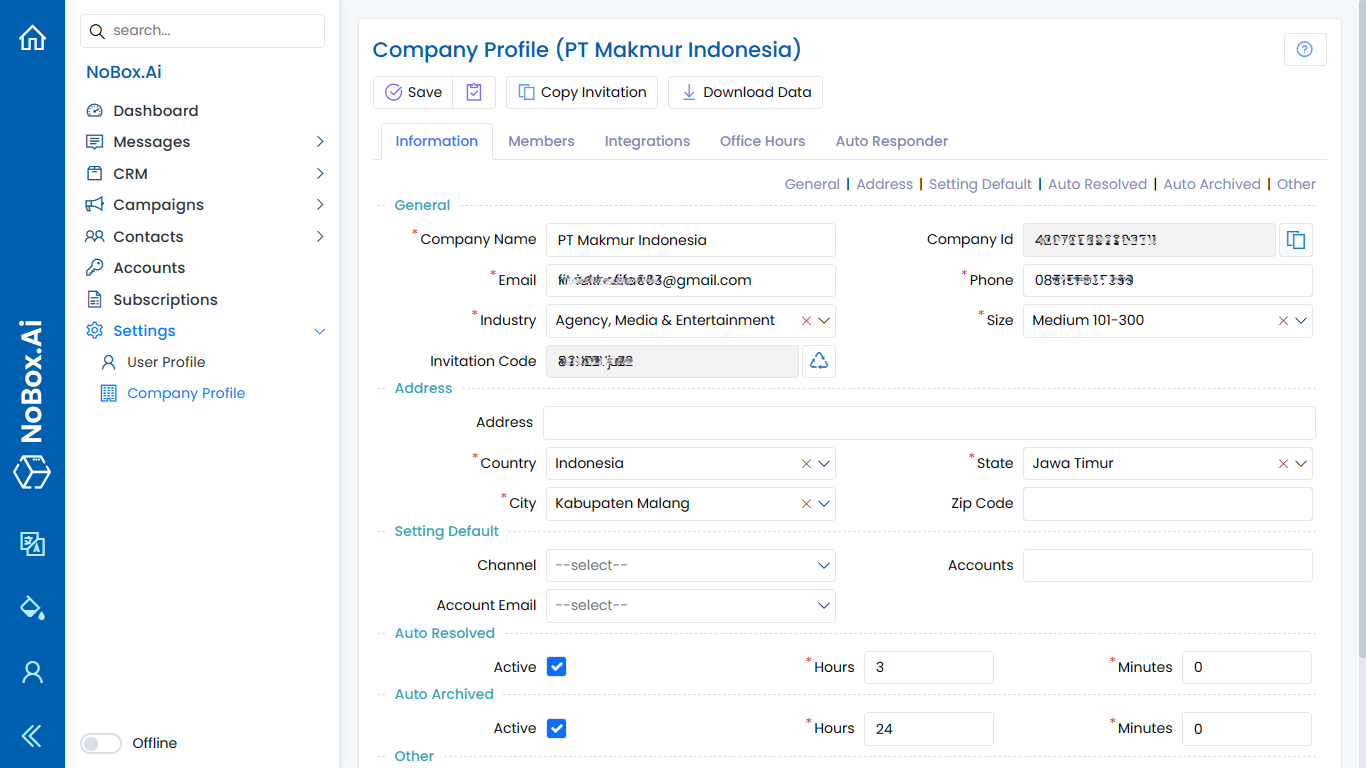 search...
NoBox.Ai
Dashboard
Messages
CRM
Campaigns
Contacts
Accounts
Subscriptions
Settings
User Profile
Company Profile
Offline
NoBox.Ai
Company Profile (PT Makmur Indonesia)
Save
Copy Invitation
Download Data
Information Members Integrations Office Hours Auto Responder
General | Address | Setting Default | Auto Resolved | Auto Archived | Other
General
* Company Name PT Makmur Indonesia Company Id
* Email @gmail.com * Phone
* Industry Agency, Media & Entertainment * Size Medium 101-300
Invitation Code
Address
Address
* Country Indonesia * State Jawa Timur
* City Kabupaten Malang Zip Code
Setting Default
Channel --select-- Accounts
Account Email --select--
Auto Resolved
Active * Hours 3 * Minutes 0
Auto Archived
Active * Hours 24 * Minutes 0
Other